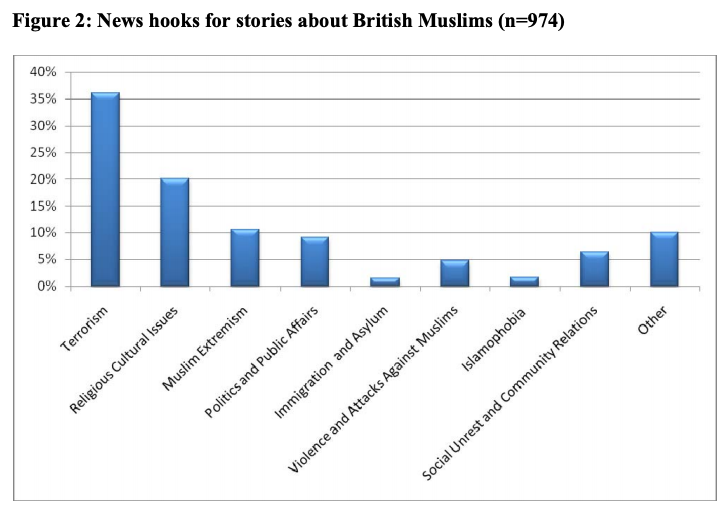 Figure 2: News hooks for stories about British Muslims (n=974)
40%
35%
30%
25%
20%
15%
10%
5%
0%
Terrorism
Religious Cultural Issues
Muslim Extremism
Politics and Public Affairs
Immigration and Asylum
Violence and Attacks Against Muslims
Islamophobia
Social Unrest and Community Relations
Other